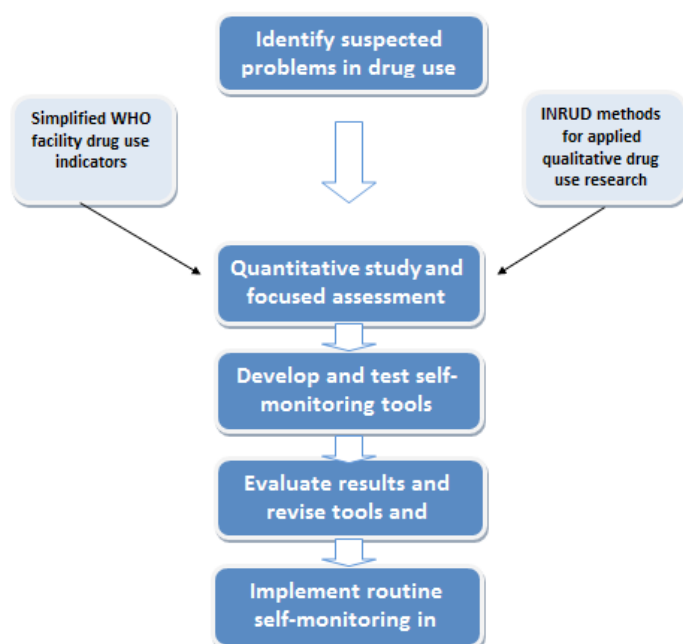 Identify suspected
problems in drug use
Simplified WHO
facility drug use
indicators
INRUD methods
for applied
qualitative drug
use research
Quantitative study and
focused assessment
Develop and test self-
monitoring tools
Evaluate results and
revise tools and
Implement routine
self-monitoring in